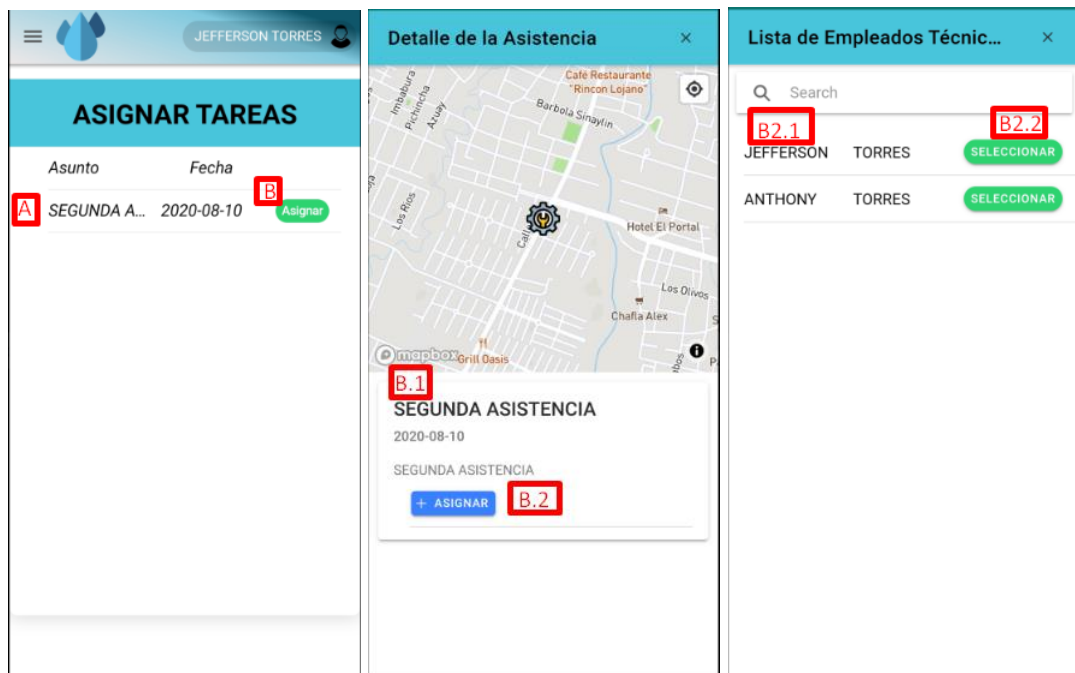 JEFFERSON TORRES
ASIGNAR TAREAS
Asunto Fecha
B
A SEGUNDA A... 2020-08-10 Asignar
Detalle de la Asistencia ×
Café Restaurante
"Rincon Lojano"
Imbabura
Pichincha
Azuay
Barbola Sinaylin
Los Rios
Calle
Hotel El Portal
Los Olivos
Chafla Alex
mapbox
Grill Oasis
B.1
SEGUNDA ASISTENCIA
2020-08-10
SEGUNDA ASISTENCIA
+ ASIGNAR B.2
Lista de Empleados Técnic... ×
Search
B2.1 B2.2
JEFFERSON TORRES SELECCIONAR
ANTHONY TORRES SELECCIONAR